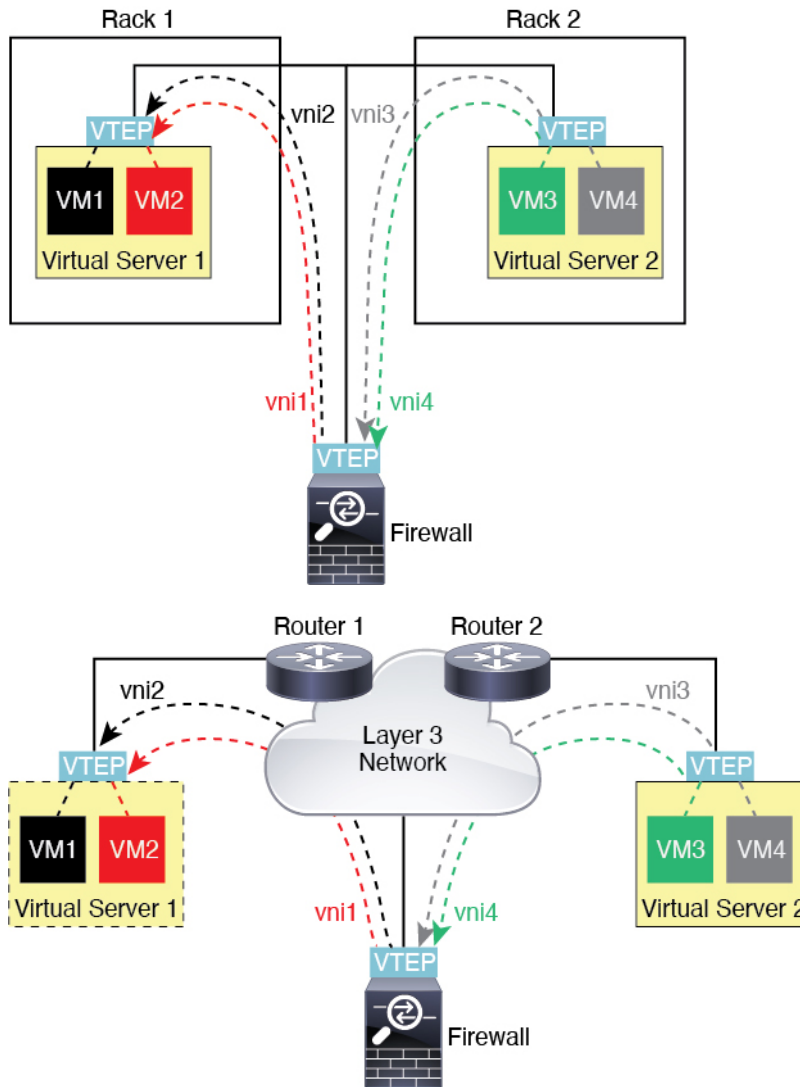 Rack 1
Rack 2
vni2
vni3
VTEP
VTEP
VM1
VM2
VM3
VM4
Virtual Server 1
Virtual Server 2
vni1
vni4
VTEP
Firewall
Router 1
Router 2
vni2
vni3
Layer 3
Network
VTEP
VTEP
VM1
VM2
VM3
VM4
Virtual Server 1
Virtual Server 2
vni1
vni4
VTEP
Firewall